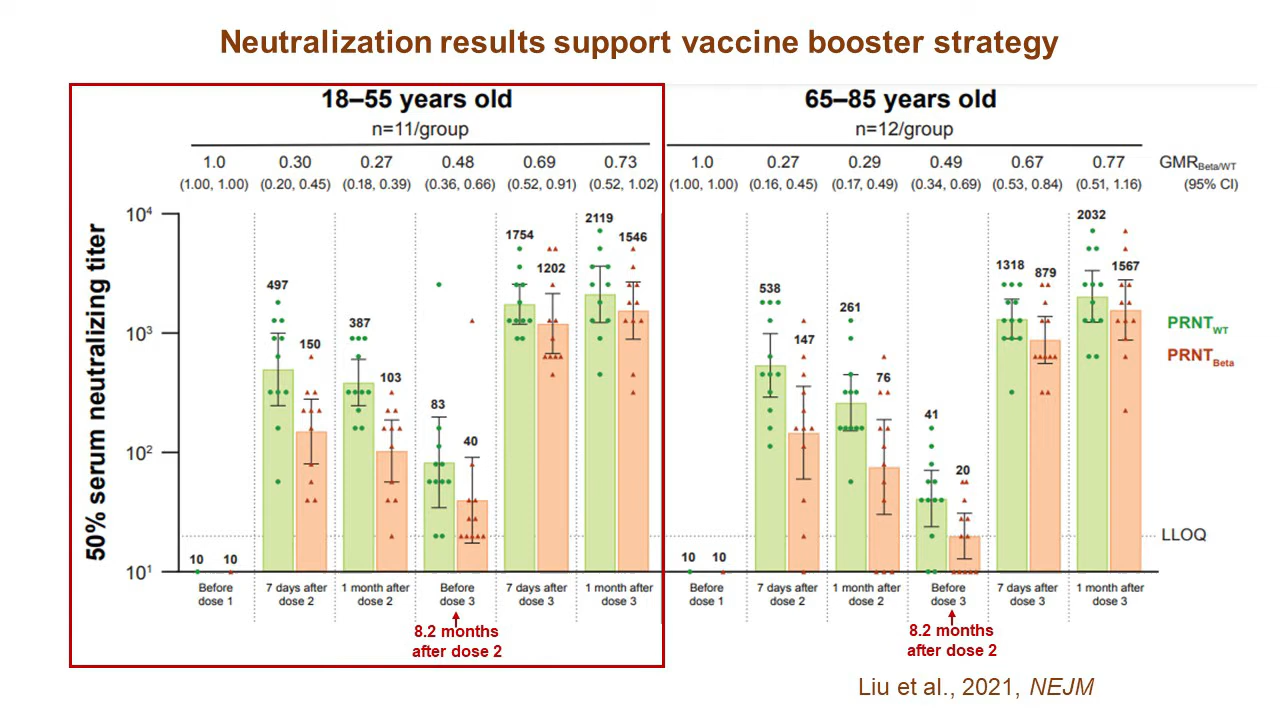 Neutralization results support vaccine booster strategy
18–55 years old
n=11/group
65–85 years old
n=12/group
1.0 0.30 0.27 0.48 0.69 0.73 1.0 0.27 0.29 0.49 0.67 0.77 GMR Beta/WT
(1.00, 1.00) (0.20, 0.45) (0.18, 0.39) (0.36, 0.66) (0.52, 0.91) (0.52, 1.02) (1.00, 1.00) (0.16, 0.45) (0.17, 0.49) (0.34, 0.69) (0.53, 0.84) (0.51, 1.16) (95% CI)
50% serum neutralizing titer
10⁴
10³
10²
10¹
10 10
497 150
387 103
83 40
1754 1202
2119 1546
10 10
538 147
261 76
41 20
1318 879
2032 1567
PRNT WT
PRNT Beta
LLOQ
Before dose 1
7 days after dose 2
1 month after dose 2
Before dose 3
7 days after dose 3
1 month after dose 3
Before dose 1
7 days after dose 2
1 month after dose 2
Before dose 3
7 days after dose 3
1 month after dose 3
8.2 months
after dose 2
8.2 months
after dose 2
Liu et al., 2021, NEJM